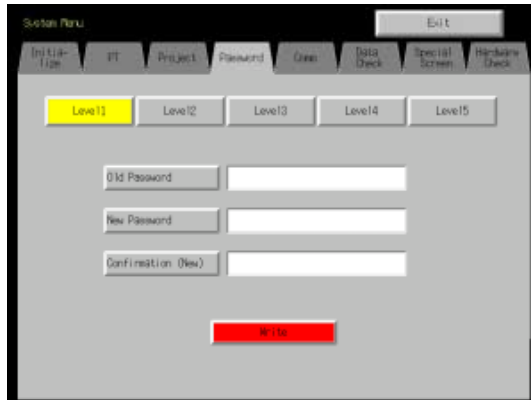 System Menu
Exit
Initia-
lize
PT
Project
Password
Comm
Data
Check
Special
Screen
Hardware
Check
Level1
Level2
Level3
Level4
Level5
Old Password
New Password
Confirmation (New)
Write